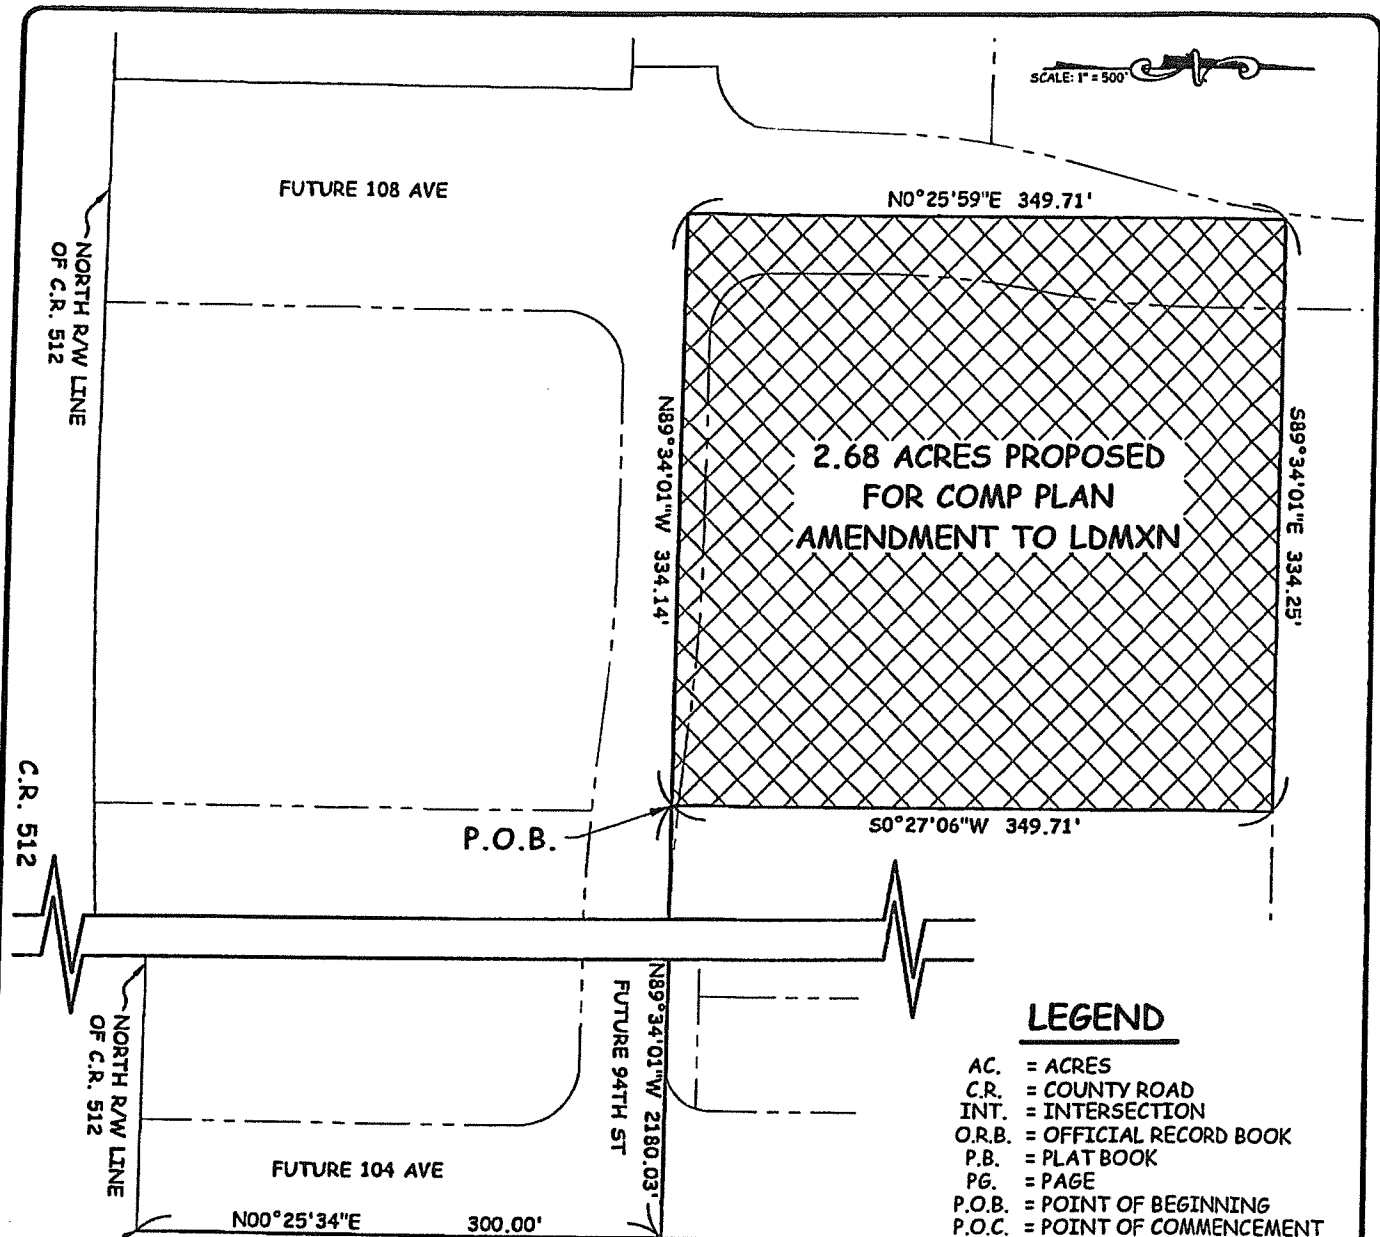 SCALE: 1" = 500'
FUTURE 108 AVE
N0°25'59"E 349.71'
NORTH R/W LINE
OF C.R. 512
N89°34'01"W 334.14'
2.68 ACRES PROPOSED
FOR COMP PLAN
AMENDMENT TO LDMXN
S89°34'01"E 334.25'
C.R. 512
P.O.B.
S0°27'06"W 349.71'
NORTH R/W LINE
OF C.R. 512
FUTURE 94TH ST
N89°34'01"W 2180.03'
FUTURE 104 AVE
N00°25'34"E 300.00'
LEGEND
AC. = ACRES
C.R. = COUNTY ROAD
INT. = INTERSECTION
O.R.B. = OFFICIAL RECORD BOOK
P.B. = PLAT BOOK
PG. = PAGE
P.O.B. = POINT OF BEGINNING
P.O.C. = POINT OF COMMENCEMENT